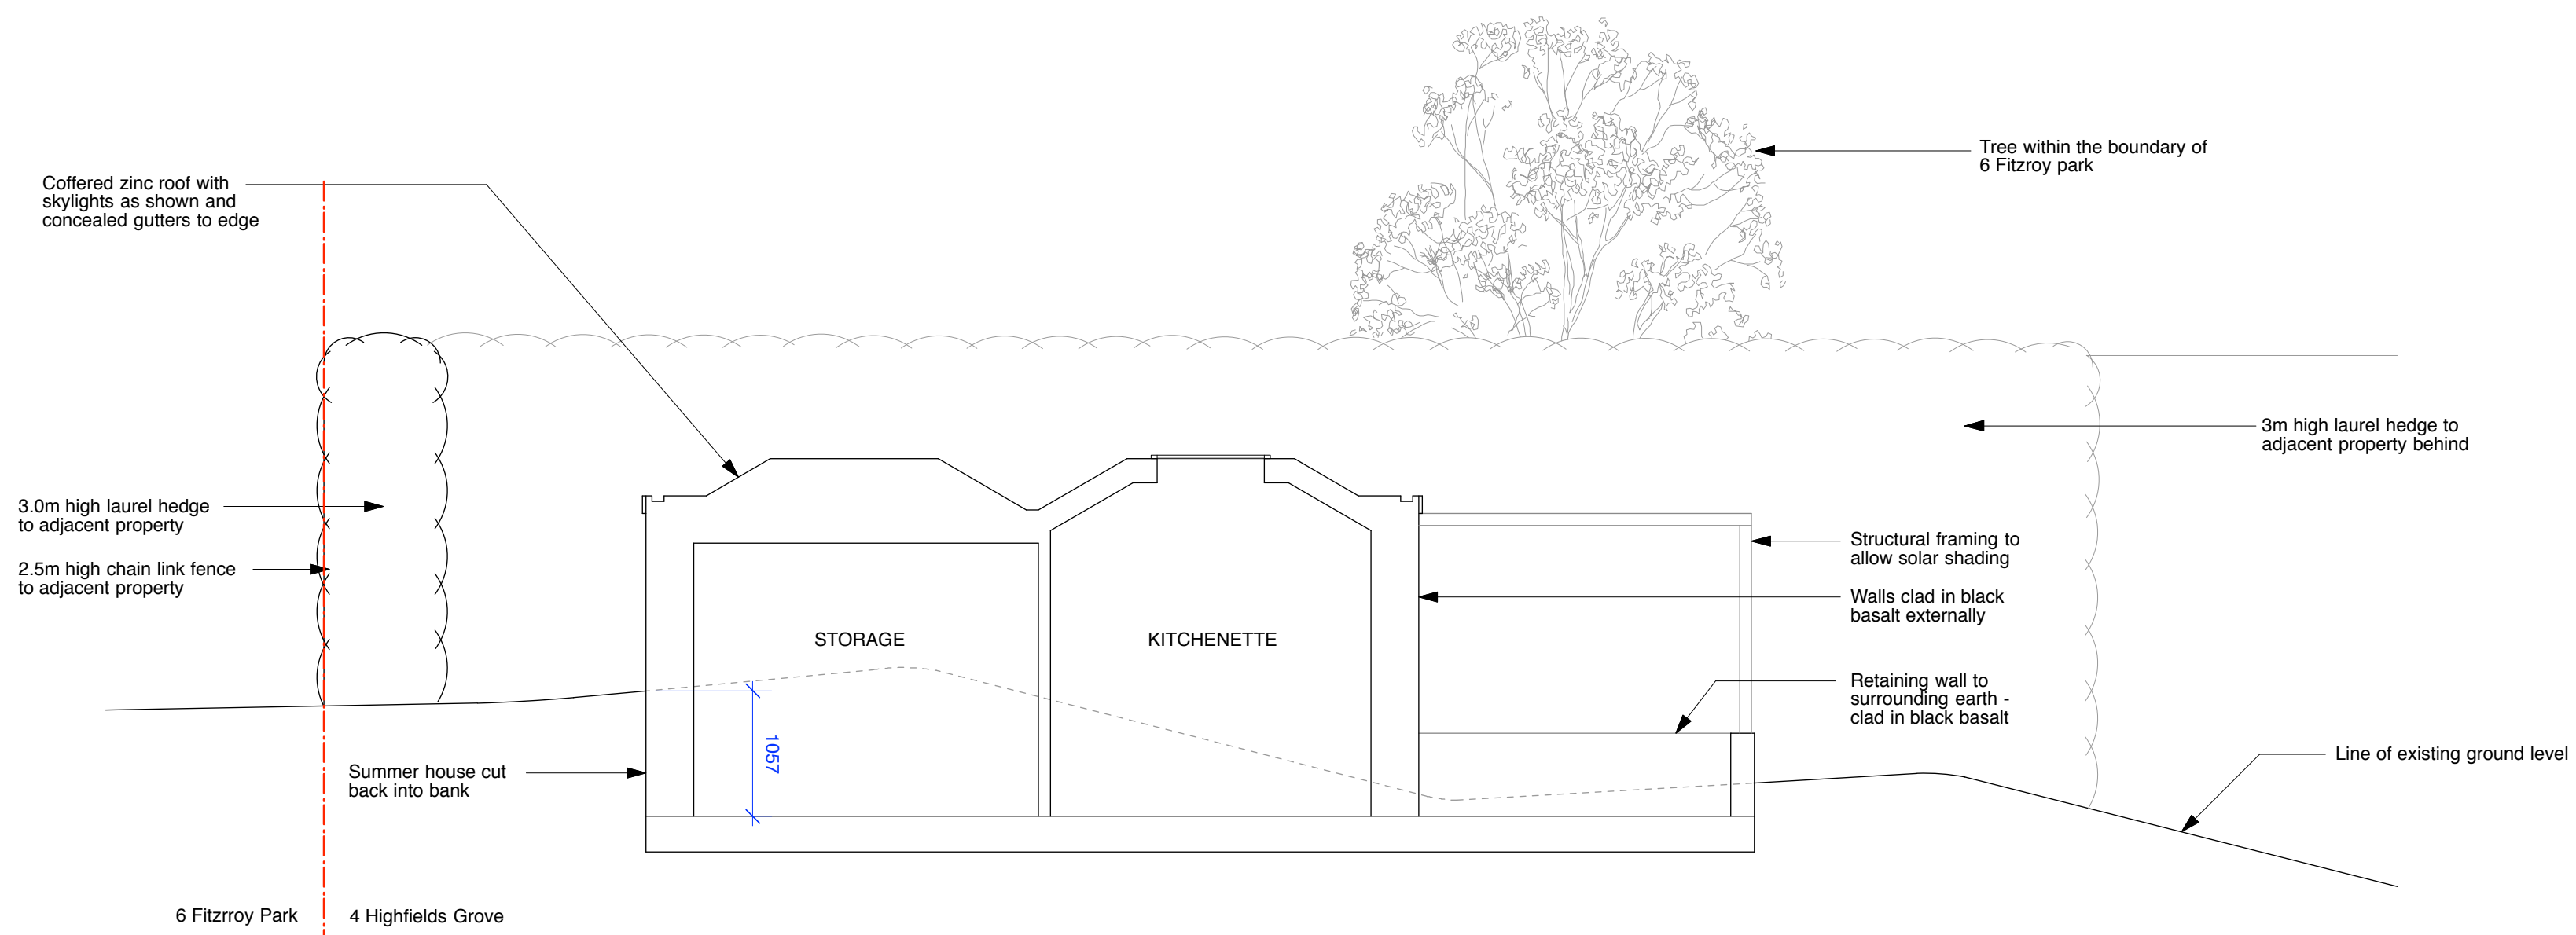 Tree within the boundary of
6 Fitzroy park
Coffered zinc roof with
skylights as shown and
concealed gutters to edge
3m high laurel hedge to
adjacent property behind
3.0m high laurel hedge
to adjacent property
2.5m high chain link fence
to adjacent property
Structural framing to
allow solar shading
Walls clad in black
basalt externally
STORAGE
KITCHENETTE
Retaining wall to
surrounding earth -
clad in black basalt
1057
Line of existing ground level
Summer house cut
back into bank
6 Fitzrroy Park
4 Highfields Grove